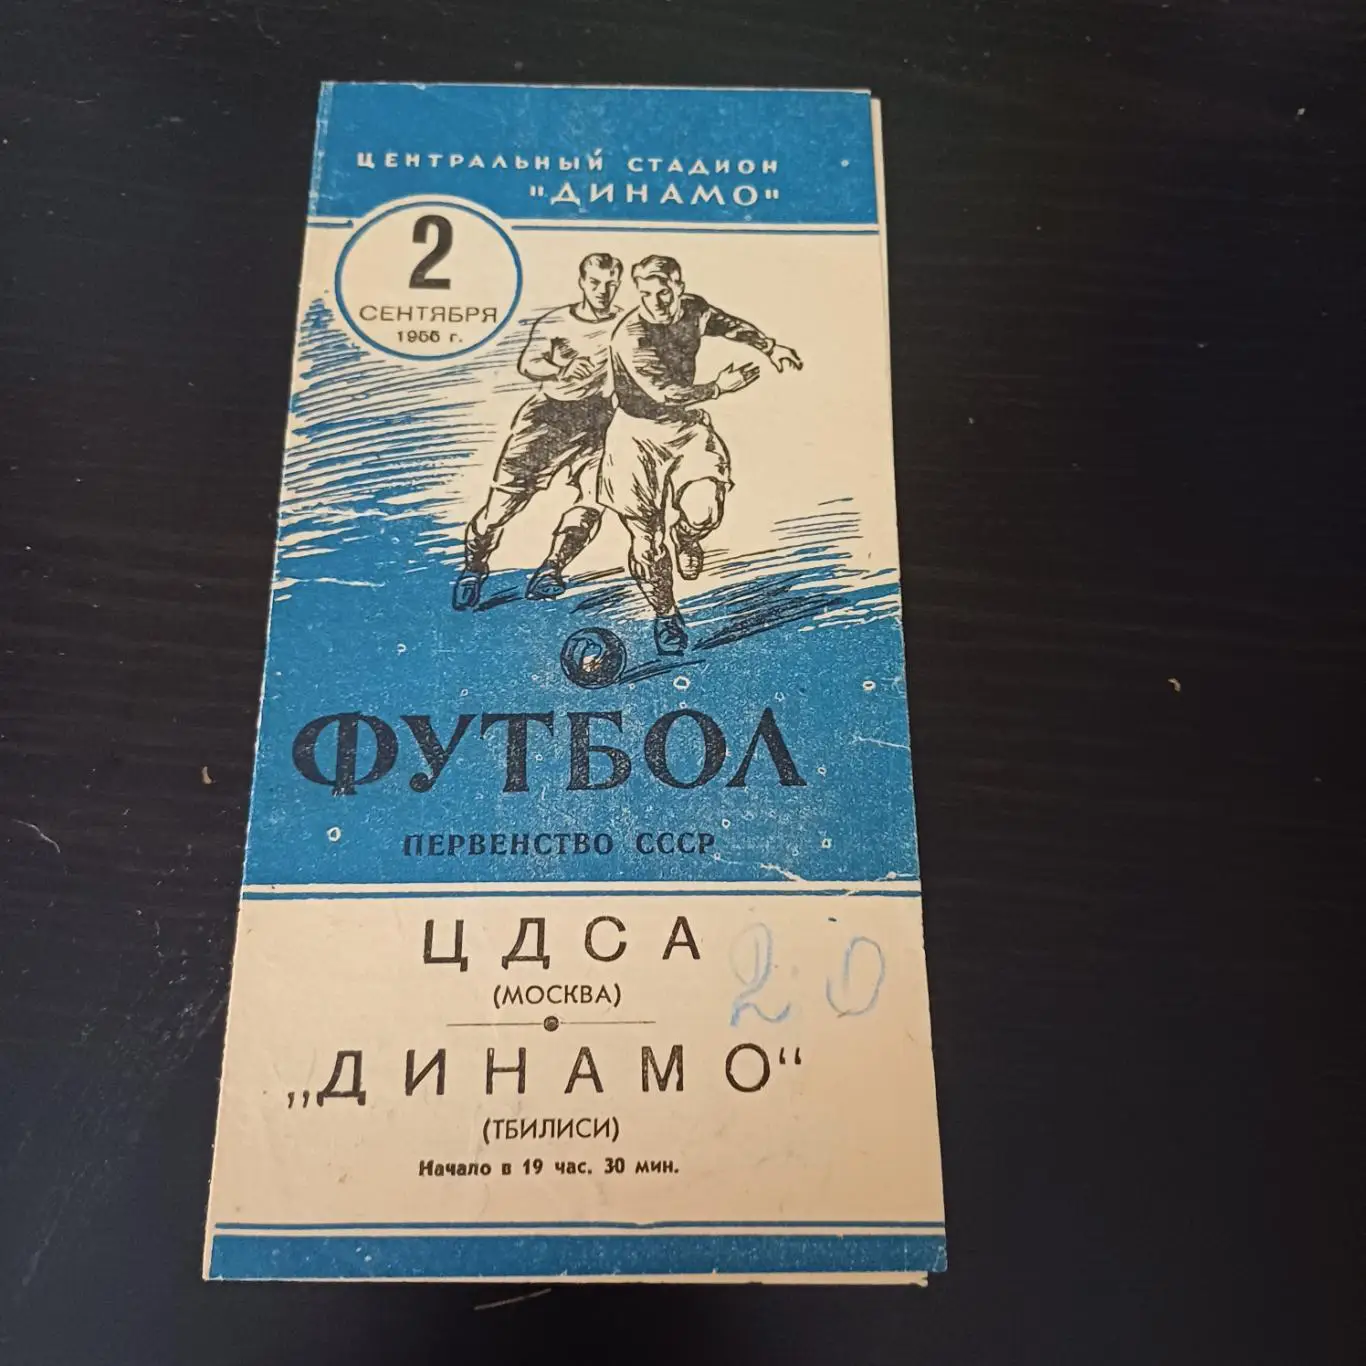 ЦЕНТРАЛЬНЫЙ СТАДИОН
"ДИНАМО"
2
СЕНТЯБРЯ
1955 г.
ФУТБОЛ
ПЕРВЕНСТВО СССР
ЦДСА
(МОСКВА)
2 0
„ДИНАМО“
(ТБИЛИСИ)
Начало в 19 час. 30 мин.